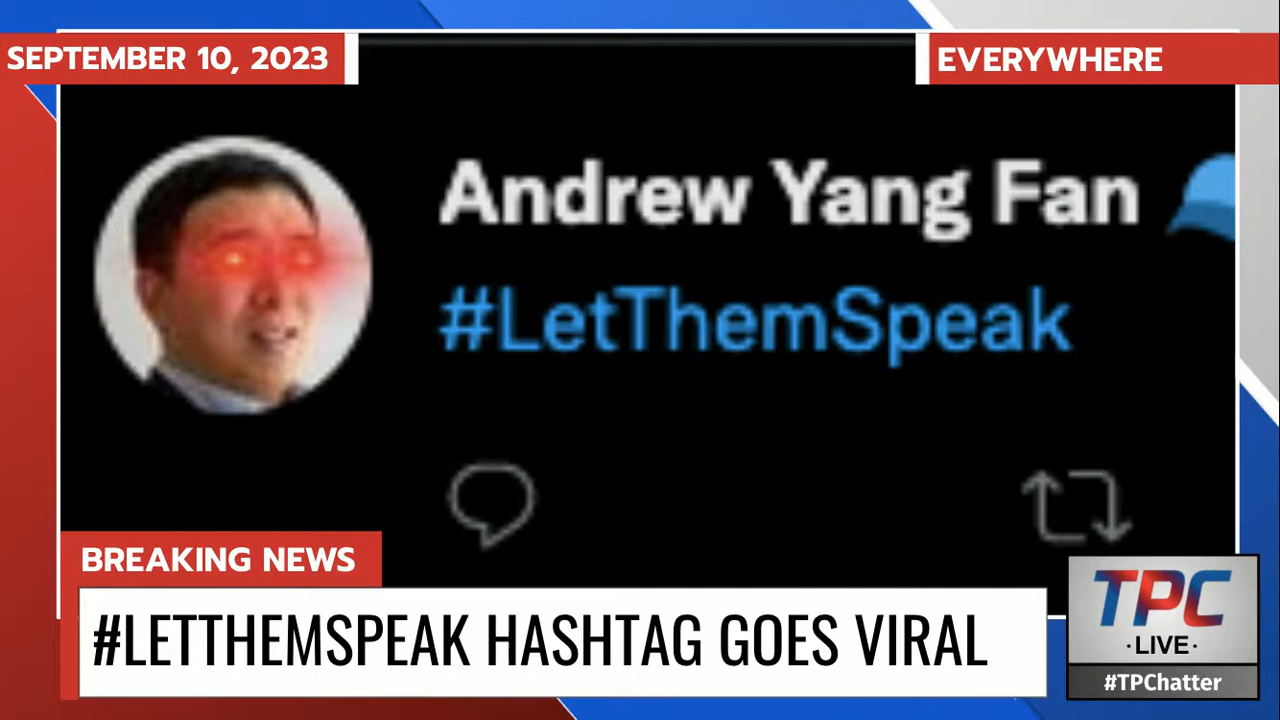 SEPTEMBER 10, 2023
EVERYWHERE
Andrew Yang Fan
#LetThemSpeak
BREAKING NEWS
#LETTHEMSPEAK HASHTAG GOES VIRAL
TPC
·LIVE·
#TPChatter